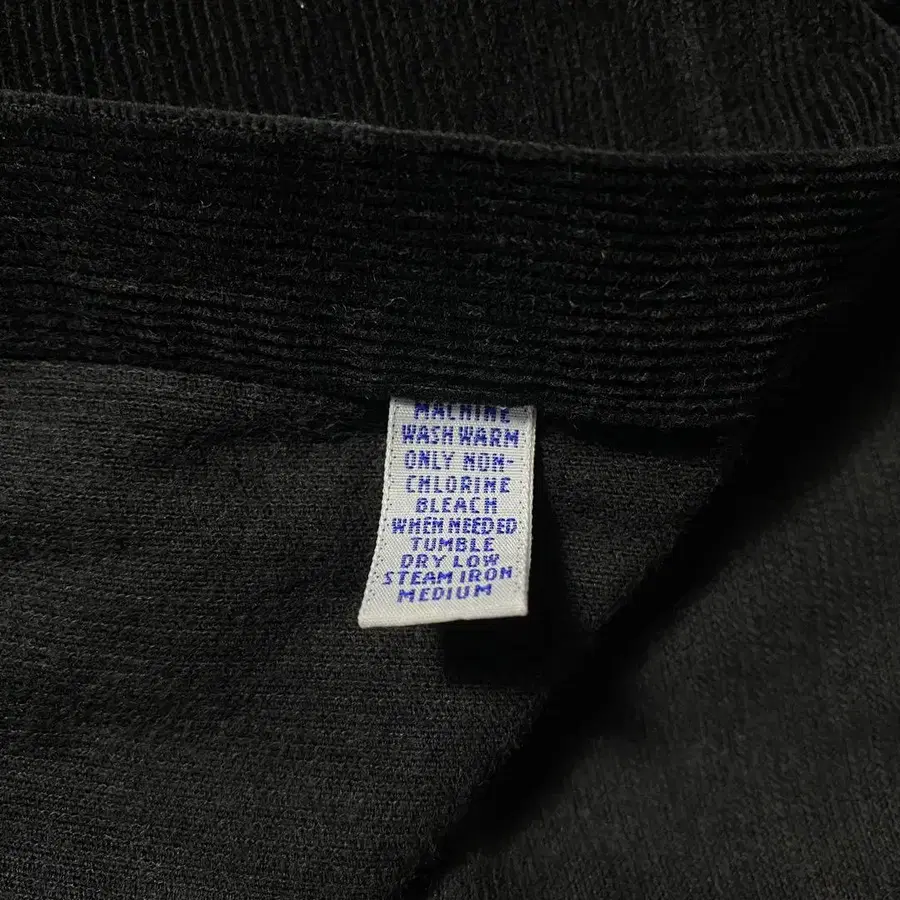 MACHINE
WASH WARM
ONLY NON-
CHLORINE
BLEACH
WHEN NEEDED
TUMBLE
DRY LOW
STEAM IRON
MEDIUM